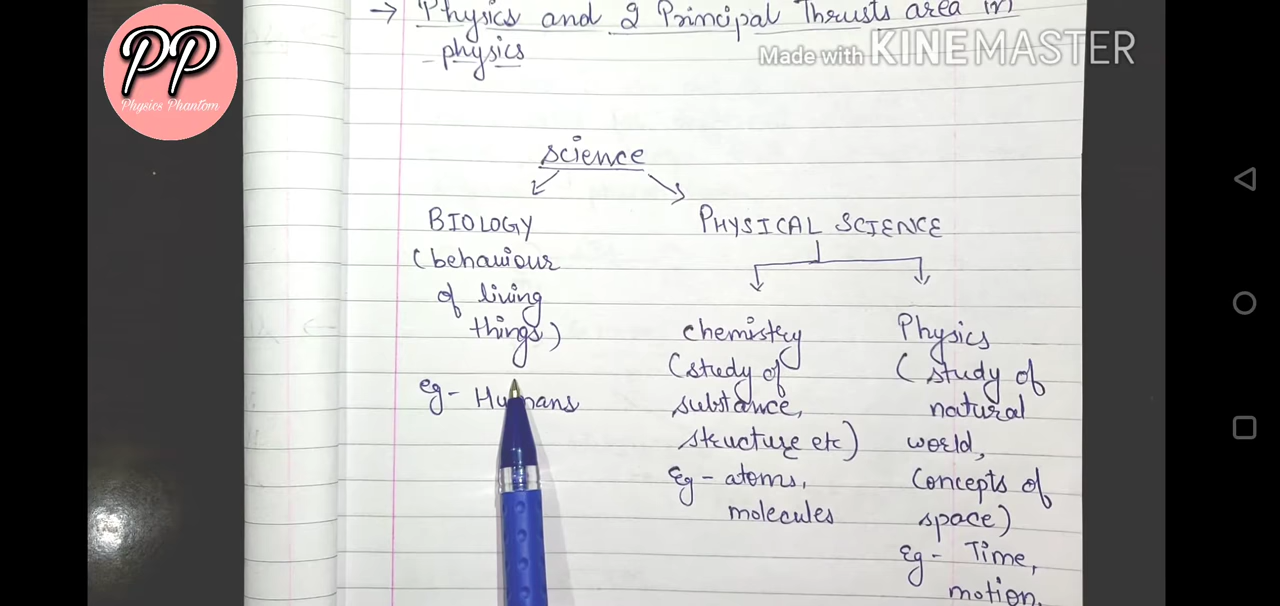 → Physics and 2 Principal Thrusts area in
- physics
Made with KINEMASTER
PP
Physics Phantom
science
BIOLOGY
(behaviour
of living
things)
eg - Humans
PHYSICAL SCIENCE
chemistry
(study of
substance,
structure etc)
Eg - atoms,
molecules
Physics
(study of
natural
world,
Concepts of
space)
Eg - Time,
motion.